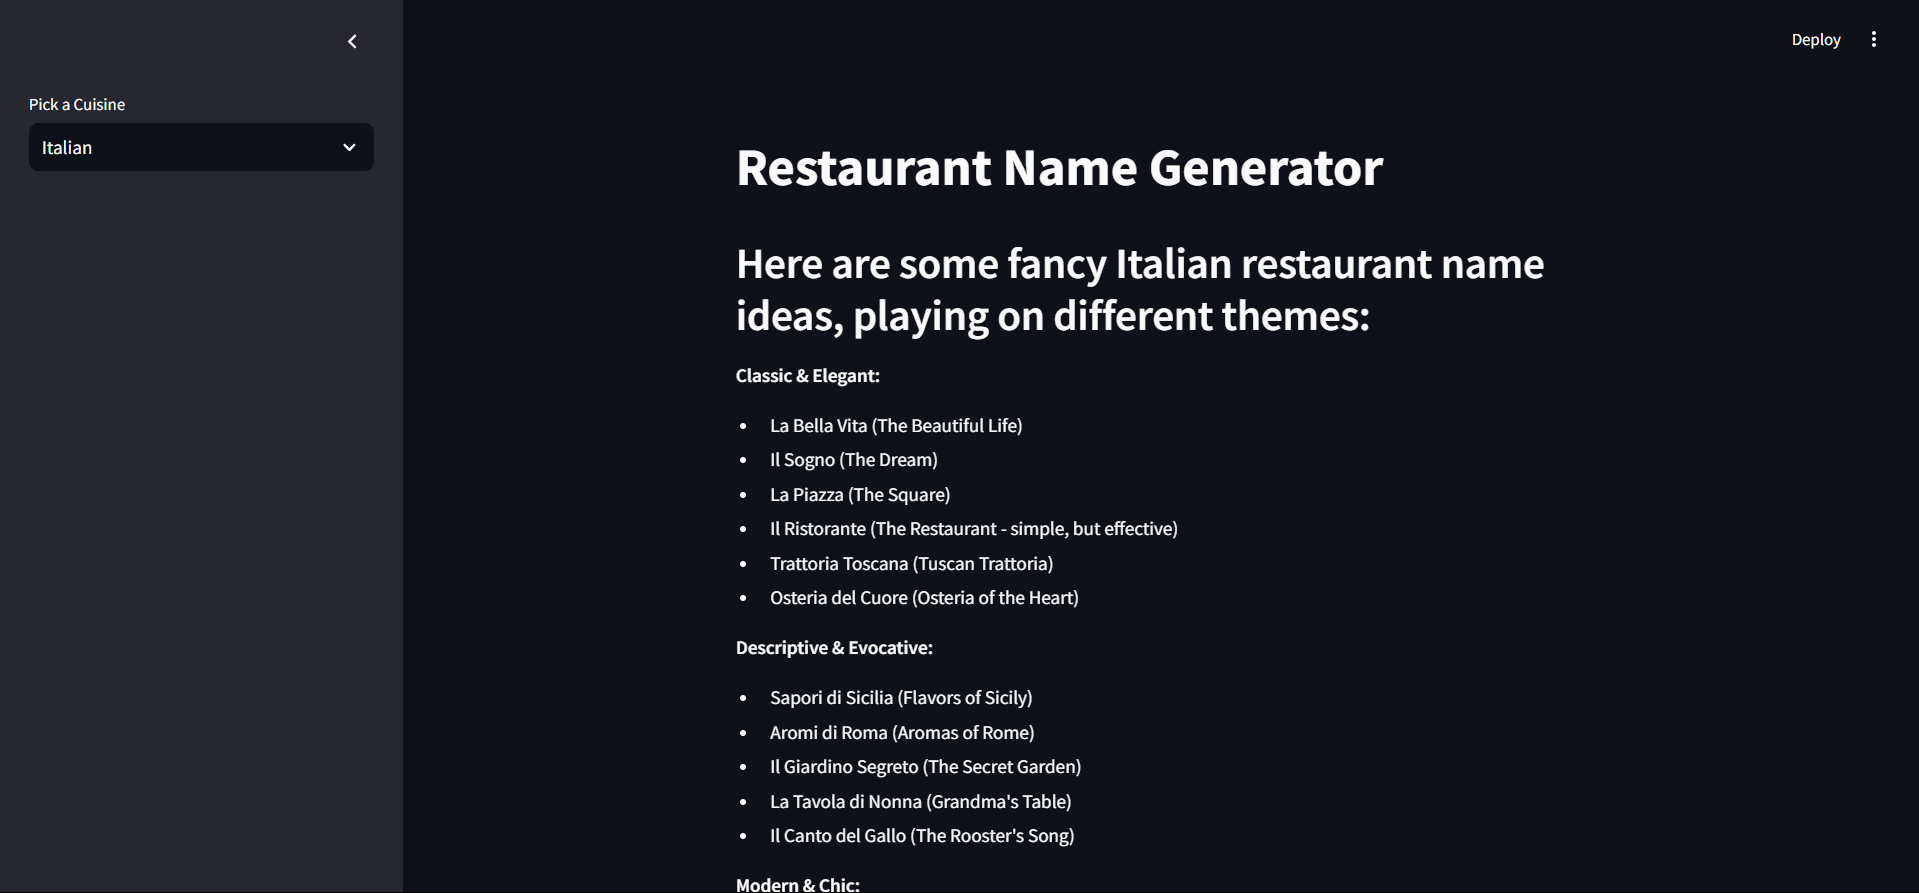 Deploy
Pick a Cuisine
Italian
Restaurant Name Generator
Here are some fancy Italian restaurant name
ideas, playing on different themes:
Classic & Elegant:
• La Bella Vita (The Beautiful Life)
• Il Sogno (The Dream)
• La Piazza (The Square)
• Il Ristorante (The Restaurant - simple, but effective)
• Trattoria Toscana (Tuscan Trattoria)
• Osteria del Cuore (Osteria of the Heart)
Descriptive & Evocative:
• Sapori di Sicilia (Flavors of Sicily)
• Aromi di Roma (Aromas of Rome)
• Il Giardino Segreto (The Secret Garden)
• La Tavola di Nonna (Grandma's Table)
• Il Canto del Gallo (The Rooster's Song)
Modern & Chic: